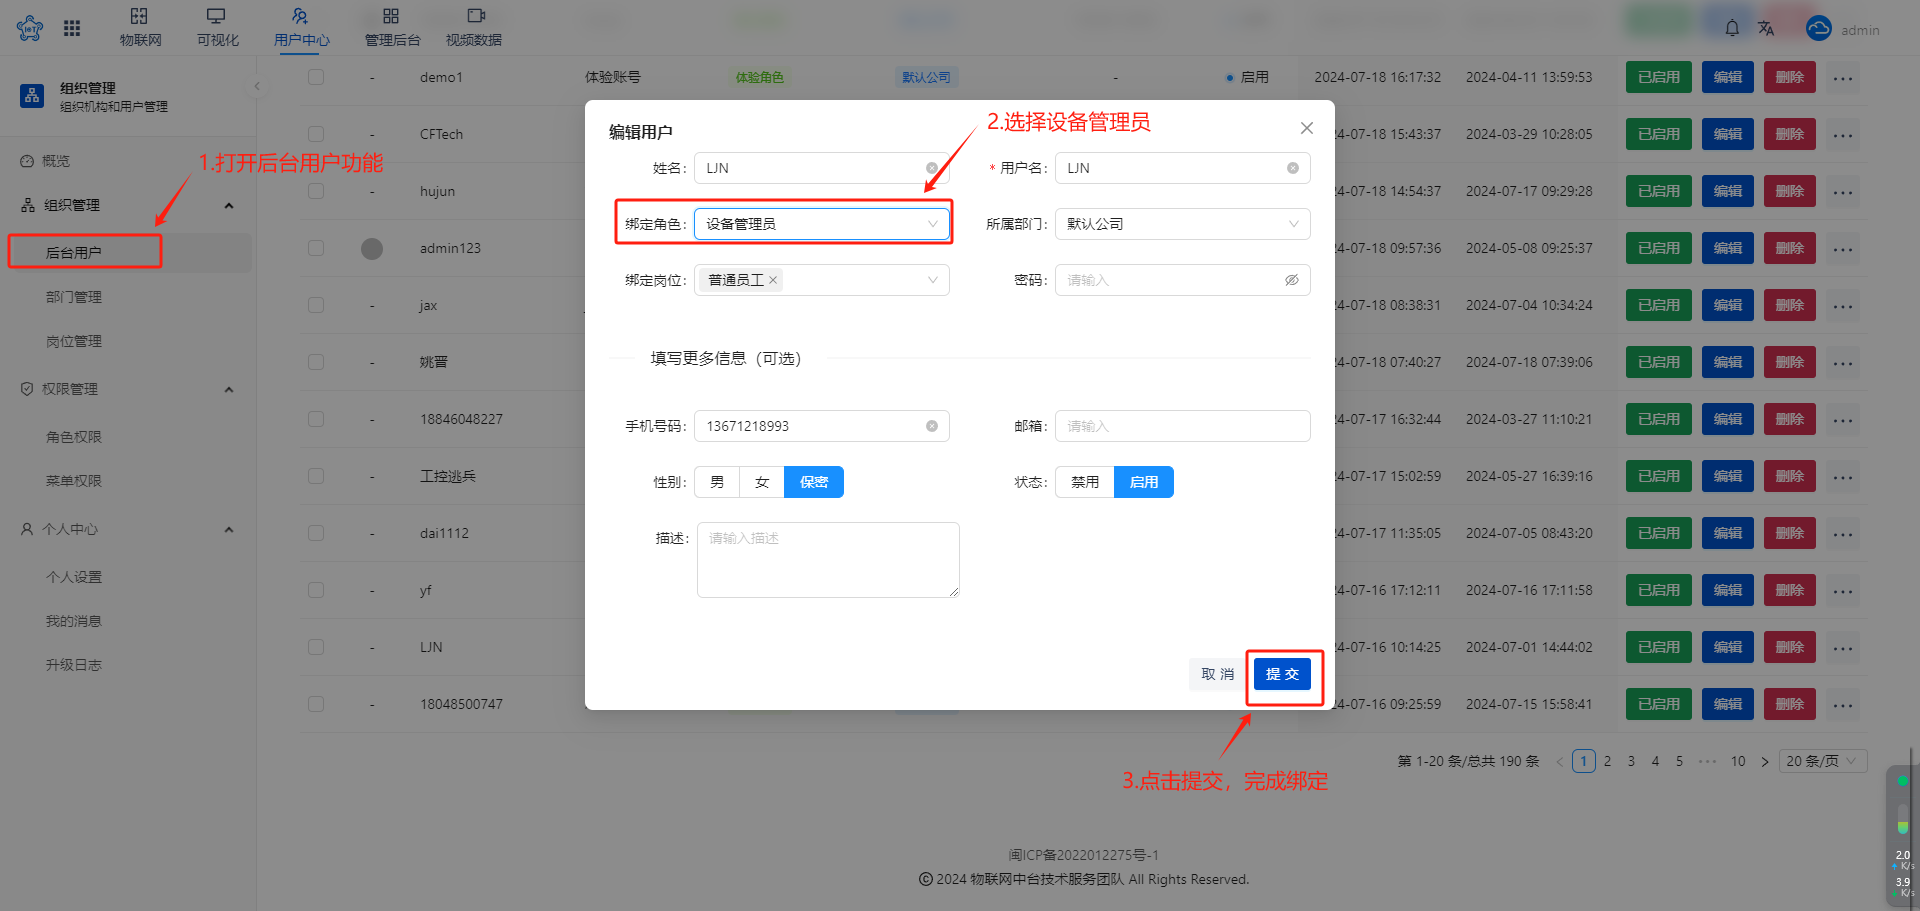 IOT
物联网
可视化
用户中心
管理后台
视频数据
admin
组织管理
组织机构和用户管理
概览
组织管理
后台用户
部门管理
岗位管理
权限管理
角色权限
菜单权限
个人中心
个人设置
我的消息
升级日志
1.打开后台用户功能
- demo1 体验账号 体验角色 默认公司 - 启用 2024-07-18 16:17:32 2024-04-11 13:59:53 已启用 编辑 删除 ...
- CFTech 24-07-18 15:43:37 2024-03-29 10:28:05 已启用 编辑 删除 ...
- hujun 24-07-18 14:54:37 2024-07-17 09:29:28 已启用 编辑 删除 ...
admin123 24-07-18 09:57:36 2024-05-08 09:25:37 已启用 编辑 删除 ...
- jax 24-07-18 08:38:31 2024-07-04 10:34:24 已启用 编辑 删除 ...
- 姚晋 24-07-18 07:40:27 2024-07-18 07:39:06 已启用 编辑 删除 ...
- 18846048227 24-07-17 16:32:44 2024-03-27 11:10:21 已启用 编辑 删除 ...
- 工控逃兵 24-07-17 15:02:59 2024-05-27 16:39:16 已启用 编辑 删除 ...
- dai1112 24-07-17 11:35:05 2024-07-05 08:43:20 已启用 编辑 删除 ...
- yf 24-07-16 17:12:11 2024-07-16 17:11:58 已启用 编辑 删除 ...
- LJN 24-07-16 10:14:25 2024-07-01 14:44:02 已启用 编辑 删除 ...
- 18048500747 24-07-16 09:25:59 2024-07-15 15:58:41 已启用 编辑 删除 ...
编辑用户
2.选择设备管理员
姓名: LJN
* 用户名: LJN
绑定角色: 设备管理员
所属部门: 默认公司
绑定岗位: 普通员工 ×
密码: 请输入
填写更多信息（可选）
手机号码: 13671218993
邮箱: 请输入
性别: 男 女 保密
状态: 禁用 启用
描述: 请输入描述
取 消 提 交
3.点击提交，完成绑定
第 1-20 条/总共 190 条 < 1 2 3 4 5 ••• 10 > 20 条/页
闽ICP备2022012275号-1
© 2024 物联网中台技术服务团队 All Rights Reserved.
2.0
K/s
3.9
K/s